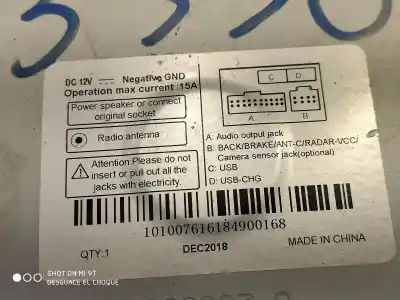 5330
DC 12V Negative GND
Operation max current :15A
Power speaker or connect
original socket
Radio antenna
Attention:Please do not
insert or pull out all the
jacks with electricity.
C D
A B
A: Audio output jack
B: BACK/BRAKE/ANT-C/RADAR-VCC/
Camera sensor jack(optional)
C: USB
D: USB-CHG
101007616184900168
QTY:1
DEC2018
MADE IN CHINA
SHOT ON MI 9T
DESGUACE EL CHOQUE